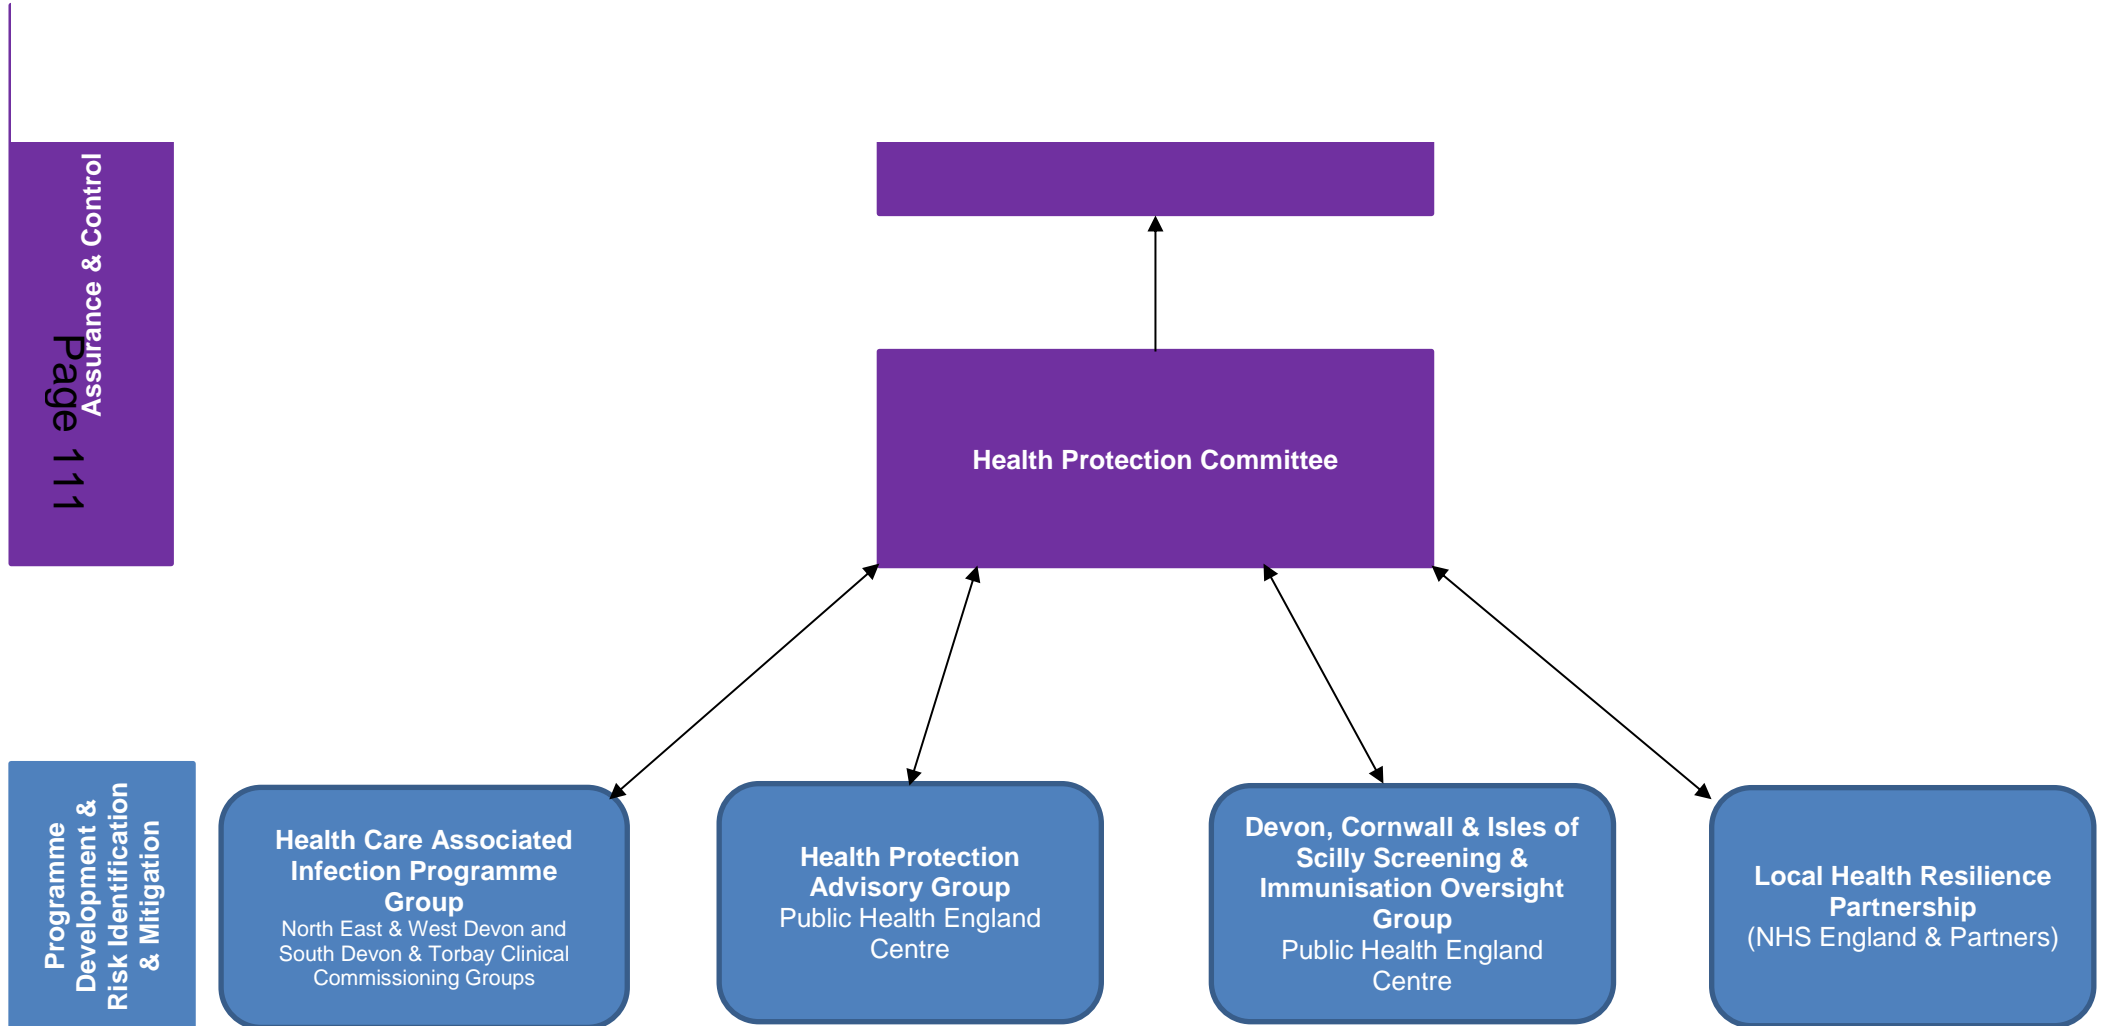 Assurance & Control
Page 111
Health Protection Committee
Programme
Development &
Risk Identification
& Mitigation
Health Care Associated
Infection Programme
Group
North East & West Devon and
South Devon & Torbay Clinical
Commissioning Groups
Health Protection
Advisory Group
Public Health England
Centre
Devon, Cornwall & Isles of
Scilly Screening &
Immunisation Oversight
Group
Public Health England
Centre
Local Health Resilience
Partnership
(NHS England & Partners)